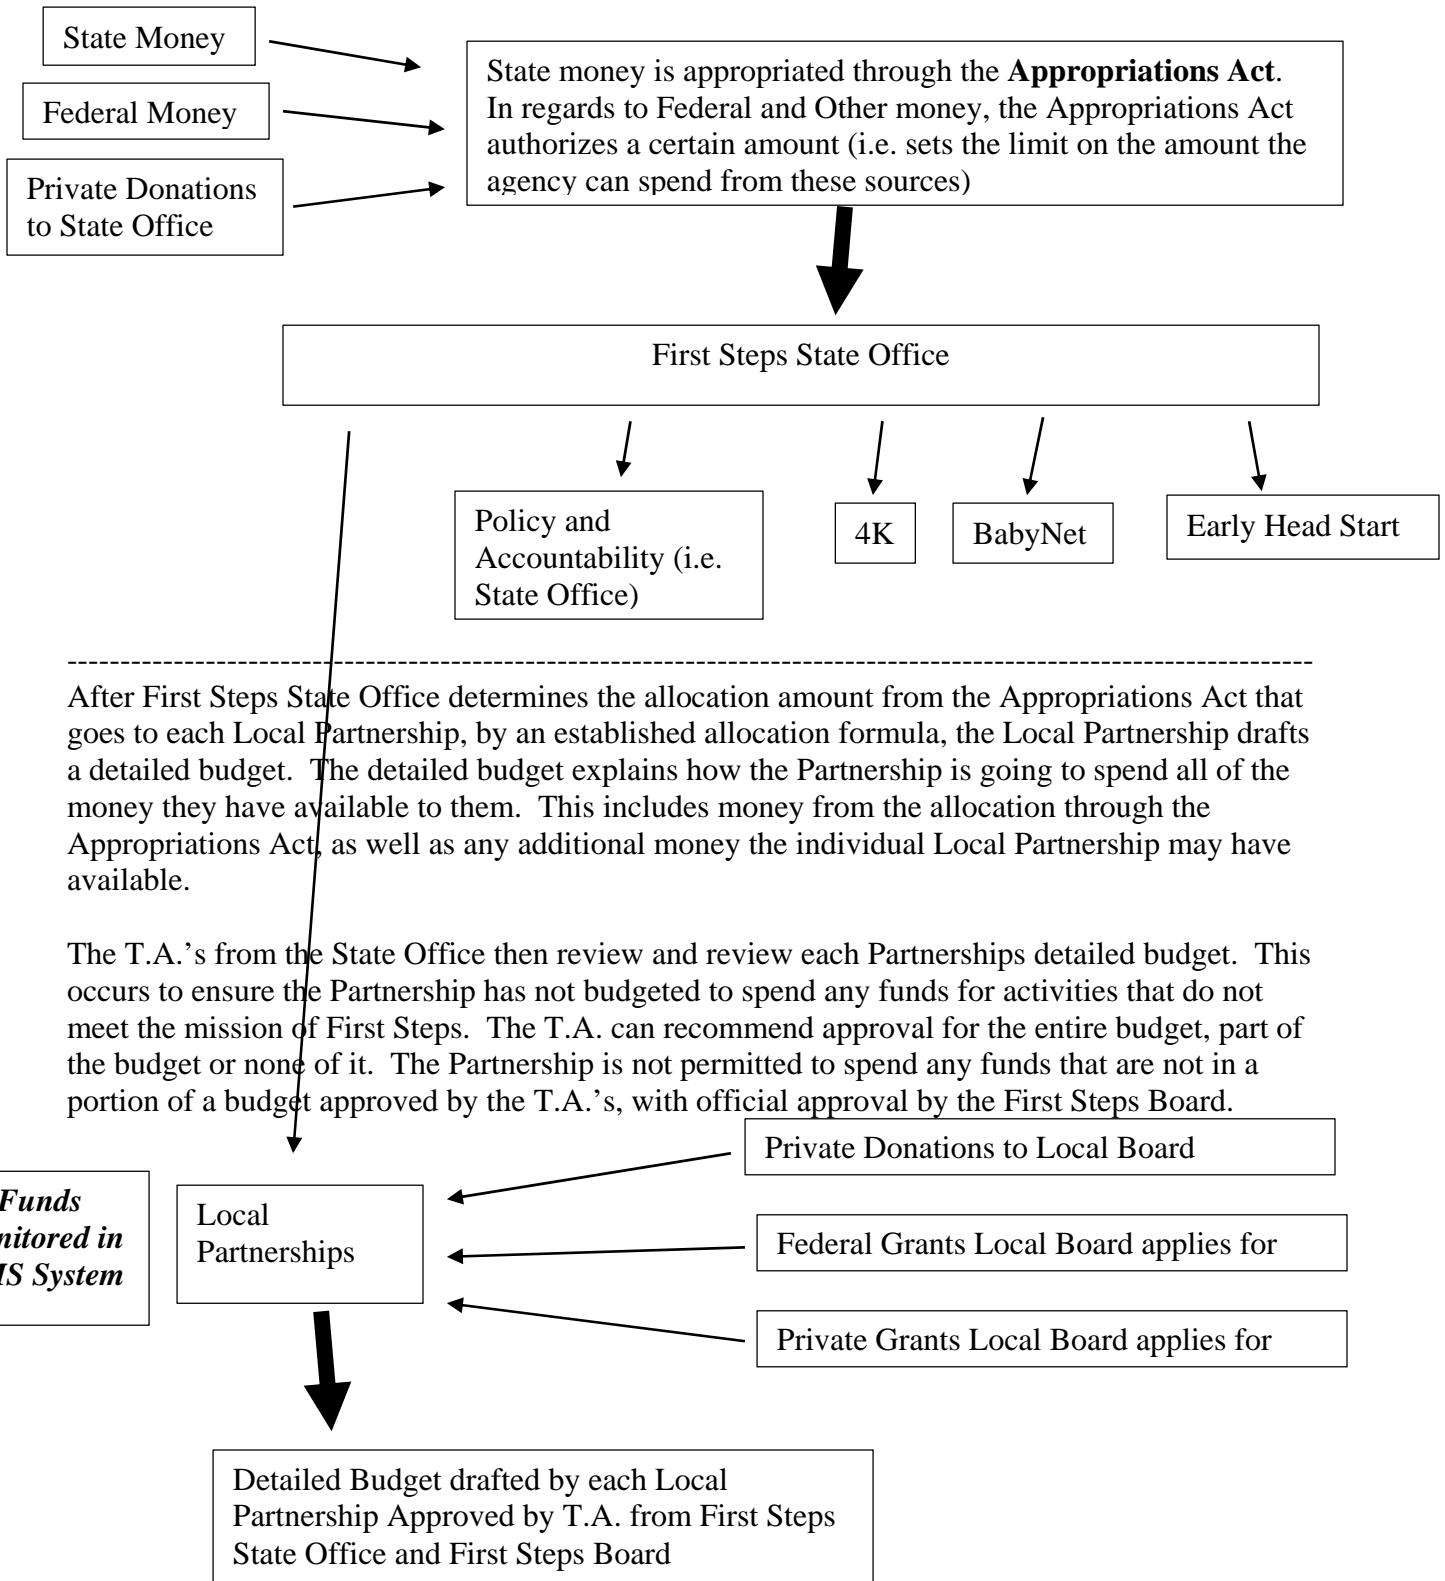 State Money
State money is appropriated through the Appropriations Act.
In regards to Federal and Other money, the Appropriations Act
authorizes a certain amount (i.e. sets the limit on the amount the
agency can spend from these sources)
Federal Money
Private Donations
to State Office
First Steps State Office
Policy and
Accountability (i.e.
State Office)
4K
BabyNet
Early Head Start
----------------------------------------------------------------------------------------------------------------------
After First Steps State Office determines the allocation amount from the Appropriations Act that
goes to each Local Partnership, by an established allocation formula, the Local Partnership drafts
a detailed budget.  The detailed budget explains how the Partnership is going to spend all of the
money they have available to them.  This includes money from the allocation through the
Appropriations Act, as well as any additional money the individual Local Partnership may have
available.
The T.A.’s from the State Office then review and review each Partnerships detailed budget.  This
occurs to ensure the Partnership has not budgeted to spend any funds for activities that do not
meet the mission of First Steps.  The T.A. can recommend approval for the entire budget, part of
the budget or none of it.  The Partnership is not permitted to spend any funds that are not in a
portion of a budget approved by the T.A.’s, with official approval by the First Steps Board.
Funds
in
System
Local
Partnerships
Private Donations to Local Board
Federal Grants Local Board applies for
Private Grants Local Board applies for
Detailed Budget drafted by each Local
Partnership Approved by T.A. from First Steps
State Office and First Steps Board